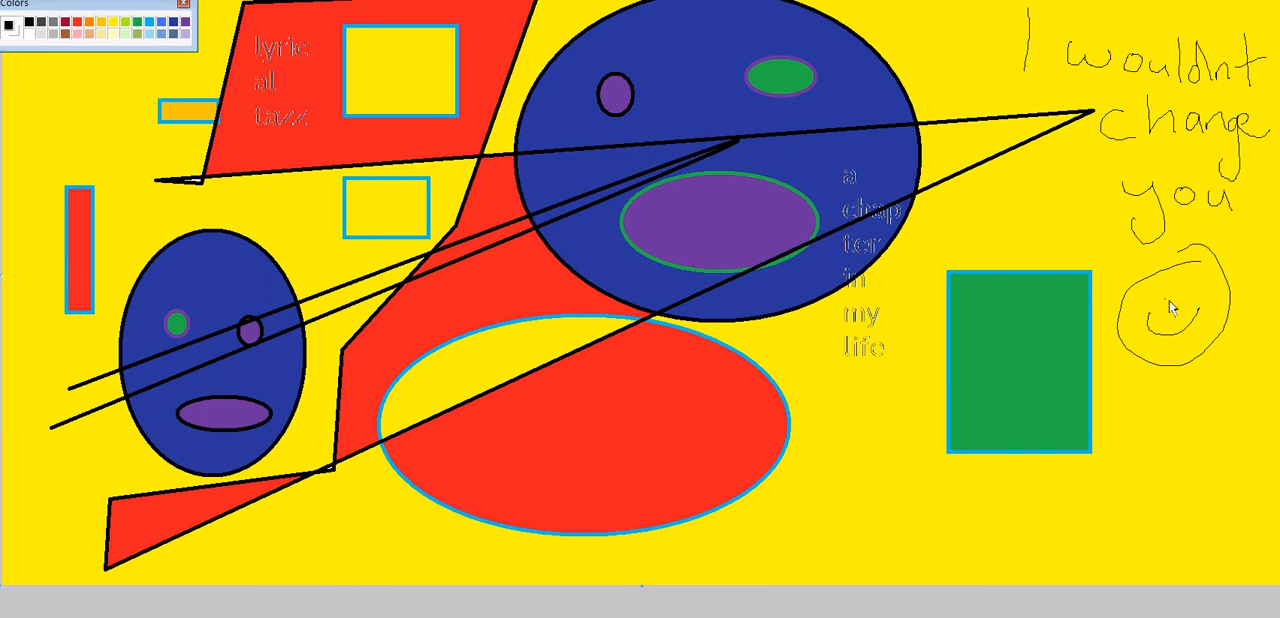 Colors
lyric
al
tazz
I wouldnt
change
you
a
chap
ter
in
my
life